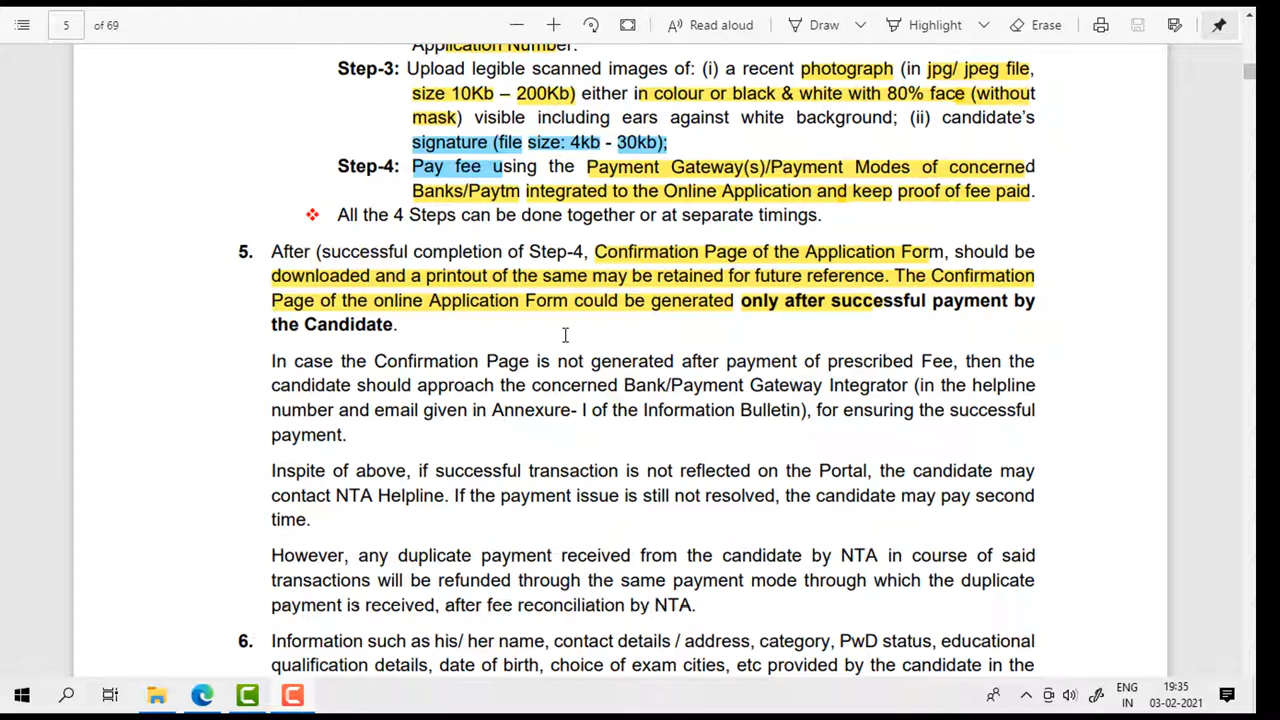 5 of 69 Read aloud Draw Highlight Erase
Application Number.
Step-3: Upload legible scanned images of: (i) a recent photograph (in jpg/ jpeg file,
size 10Kb – 200Kb) either in colour or black & white with 80% face (without
mask) visible including ears against white background; (ii) candidate's
signature (file size: 4kb - 30kb);
Step-4: Pay fee using the Payment Gateway(s)/Payment Modes of concerned
Banks/Paytm integrated to the Online Application and keep proof of fee paid.
❖ All the 4 Steps can be done together or at separate timings.
5. After (successful completion of Step-4, Confirmation Page of the Application Form, should be
downloaded and a printout of the same may be retained for future reference. The Confirmation
Page of the online Application Form could be generated only after successful payment by
the Candidate.
In case the Confirmation Page is not generated after payment of prescribed Fee, then the
candidate should approach the concerned Bank/Payment Gateway Integrator (in the helpline
number and email given in Annexure- I of the Information Bulletin), for ensuring the successful
payment.
Inspite of above, if successful transaction is not reflected on the Portal, the candidate may
contact NTA Helpline. If the payment issue is still not resolved, the candidate may pay second
time.
However, any duplicate payment received from the candidate by NTA in course of said
transactions will be refunded through the same payment mode through which the duplicate
payment is received, after fee reconciliation by NTA.
6. Information such as his/ her name, contact details / address, category, PwD status, educational
qualification details, date of birth, choice of exam cities, etc provided by the candidate in the
ENG 19:35
IN 03-02-2021